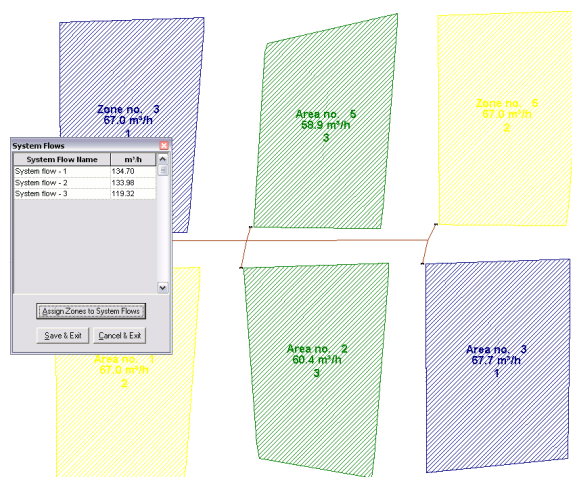 Zone no. 3
67.0 m³/h
1
Area no. 5
58.9 m³/h
3
Zone no. 6
67.0 m³/h
2
System Flows
System Flow Name m³/h
System flow - 1 134.70
System flow - 2 133.98
System flow - 3 119.32
Assign Zones to System Flows
Save & Exit Cancel & Exit
Area no. 1
67.0 m³/h
2
Area no. 2
60.4 m³/h
3
Area no. 3
67.7 m³/h
1